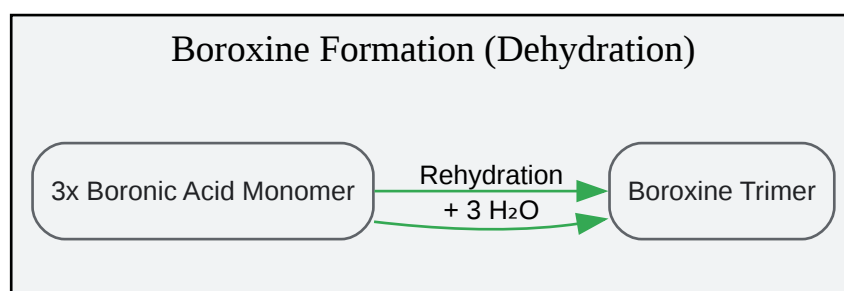 Boroxine Formation (Dehydration)
3x Boronic Acid Monomer
Rehydration
+ 3 H₂O
Boroxine Trimer